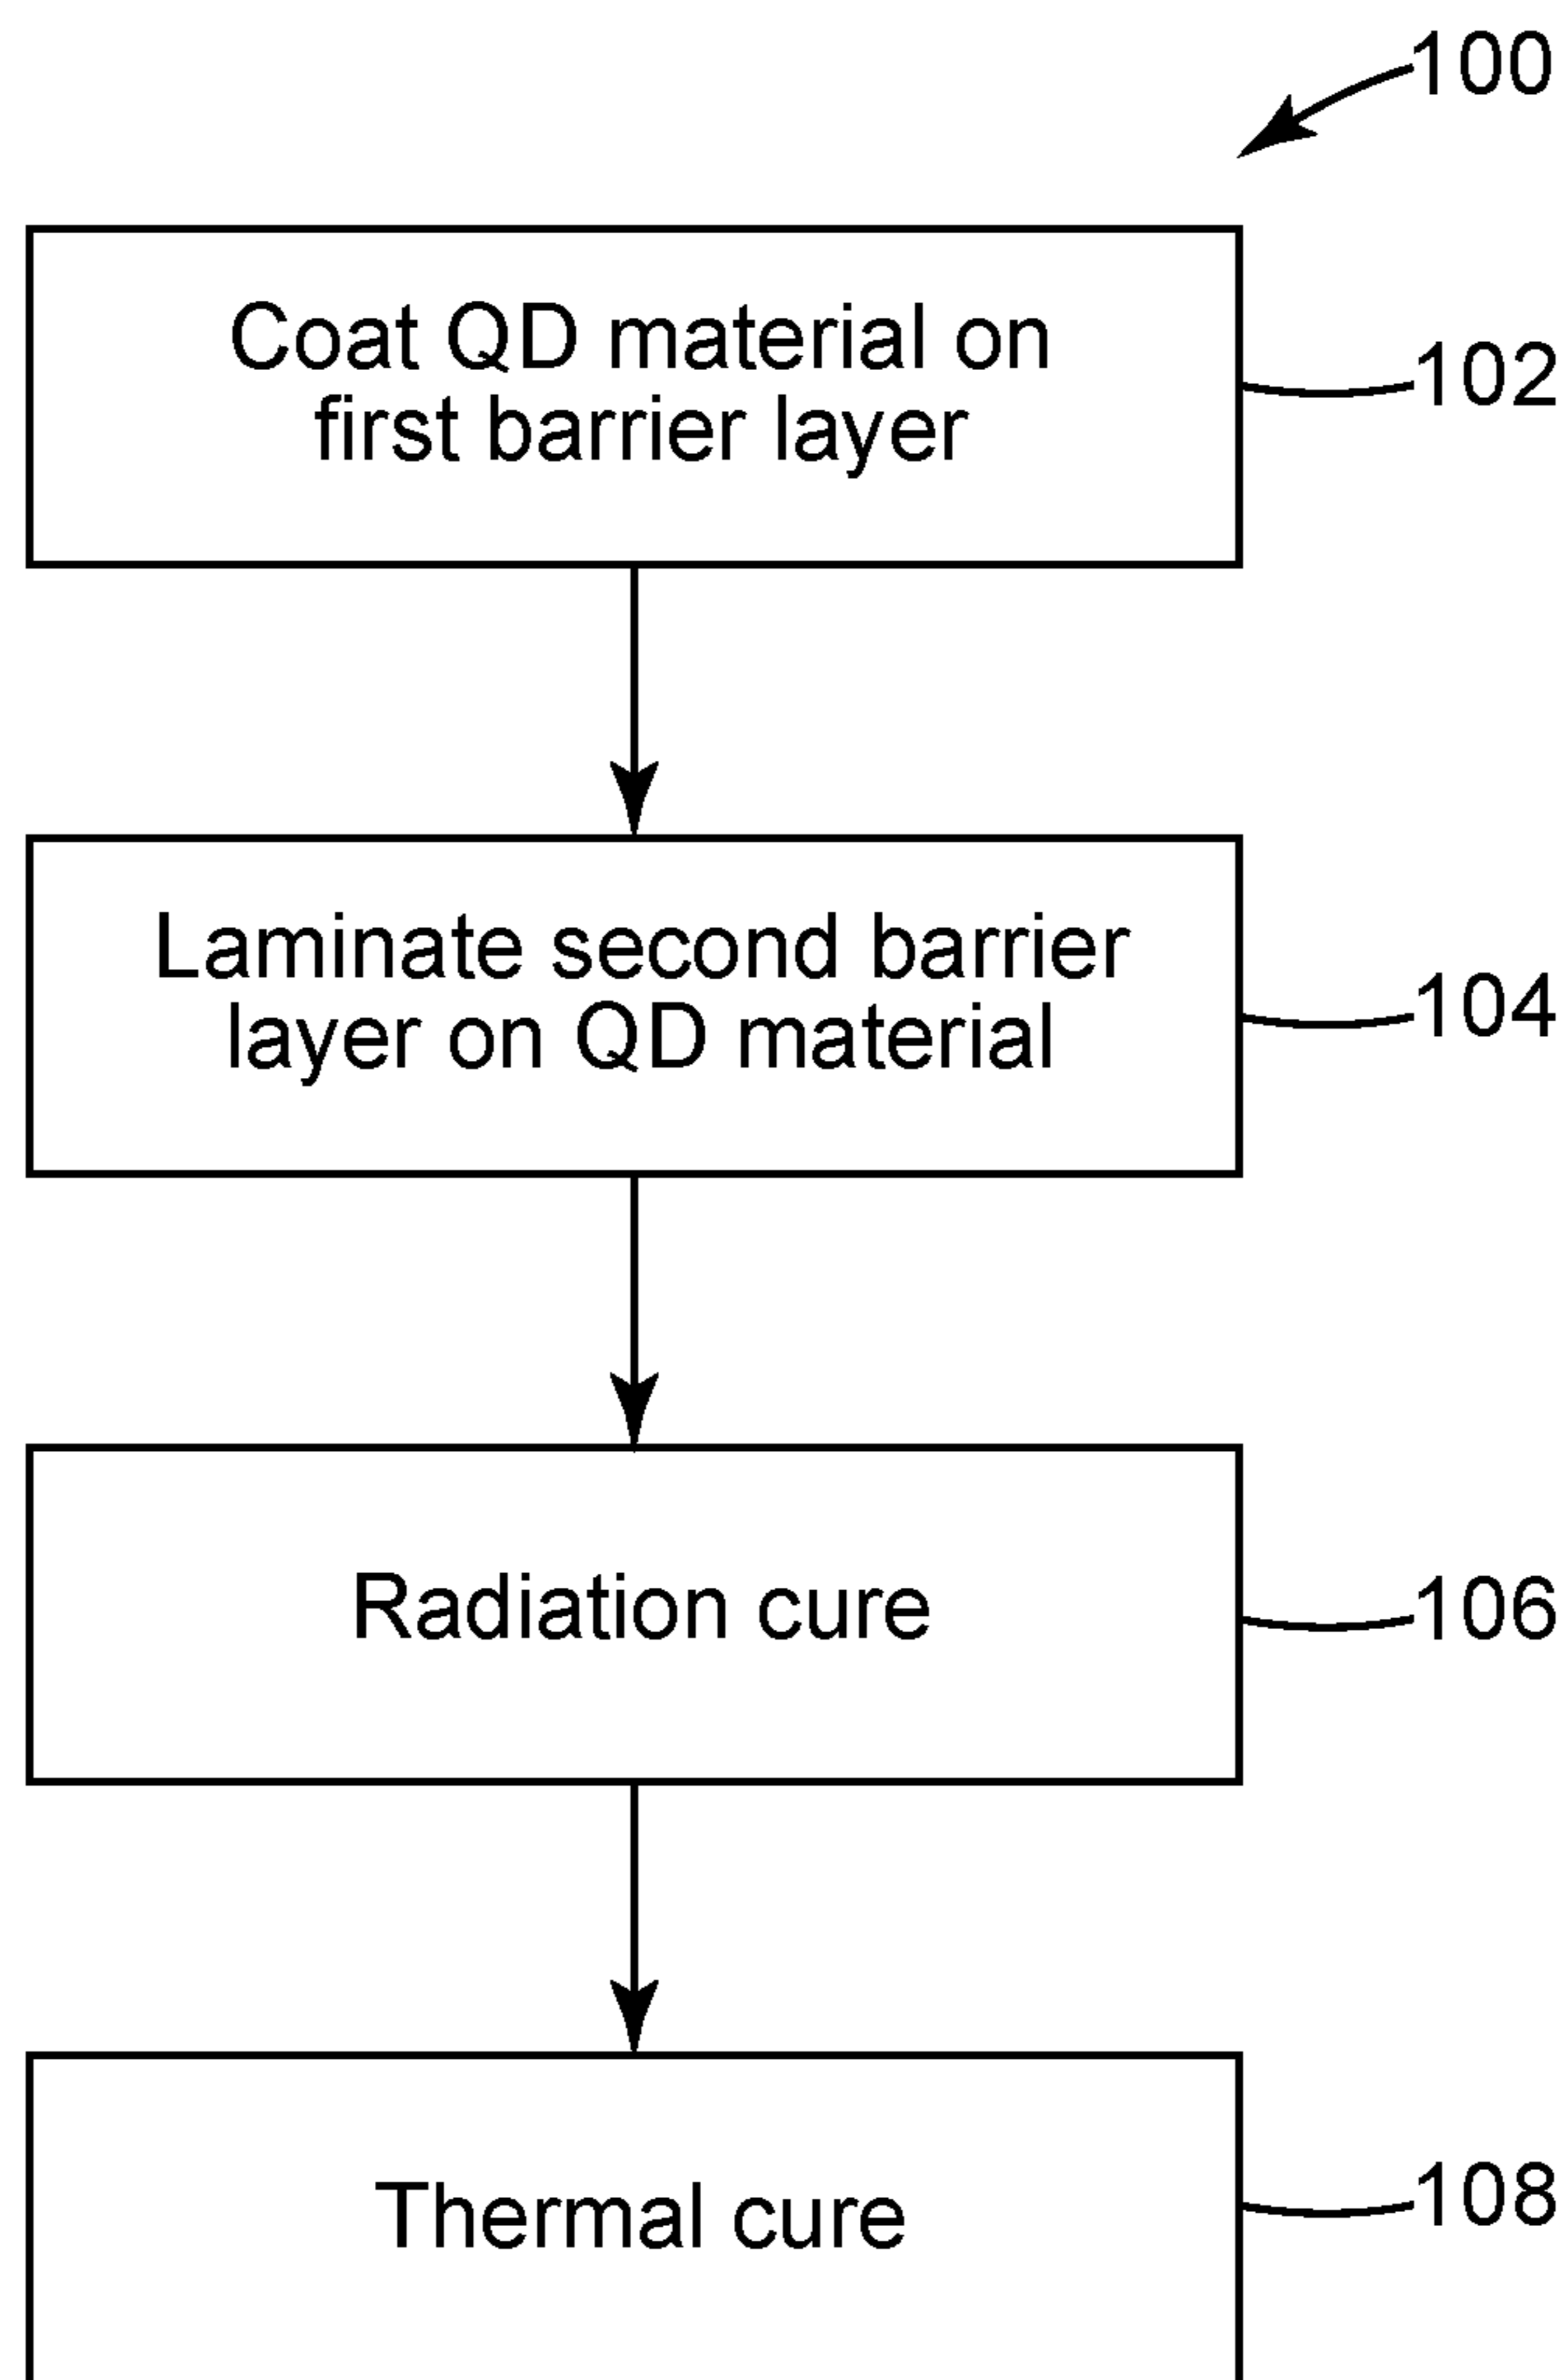 100
Coat QD material on
first barrier layer
102
Laminate second barrier
layer on QD material
104
Radiation cure
106
Thermal cure
108